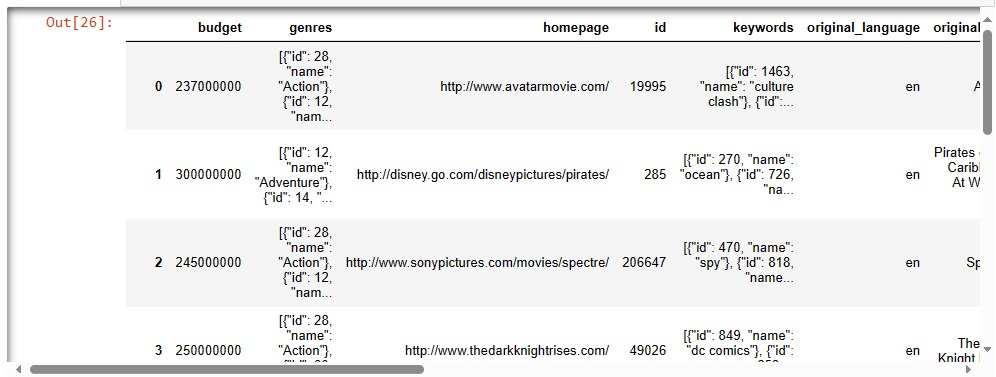 Out[26]:
budget genres homepage id keywords original_language original
[{"id": 28,
"name":
"Action"},
{"id": 12,
"nam...
0 237000000 http://www.avatarmovie.com/ 19995
[{"id": 1463,
"name": "culture
clash"}, {"id":...
en A
[{"id": 12,
"name":
"Adventure"},
{"id": 14, "...
1 300000000 http://disney.go.com/disneypictures/pirates/ 285
[{"id": 270, "name":
"ocean"}, {"id": 726,
"na...
en
Pirates
Carib
At W
[{"id": 28,
"name":
"Action"},
{"id": 12,
"nam...
2 245000000 http://www.sonypictures.com/movies/spectre/ 206647
[{"id": 470, "name":
"spy"}, {"id": 818,
"name...
en Sp
[{"id": 28,
"name":
"Action"},
3 250000000 http://www.thedarkknightrises.com/ 49026
[{"id": 849, "name":
"dc comics"}, {"id":
en
The
Knight